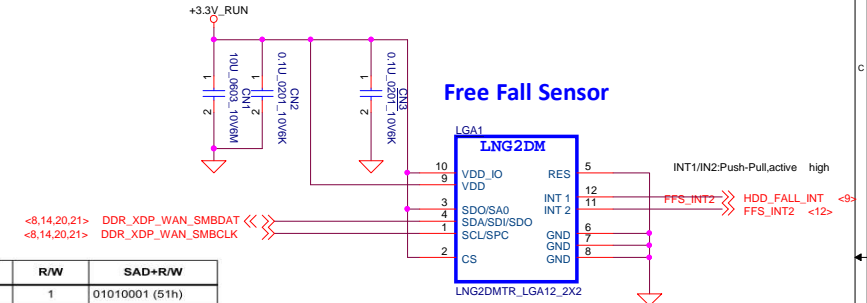 +3.3V_RUN
1
2
10U_0603_10V6M
CN1
1
2
0.1U_0201_10V6K
CN2
1
2
0.1U_0201_10V6K
CN3
C
Free Fall Sensor
LGA1
LNG2DM
10 VDD_IO RES 5
9 VDD
INT1/IN2:Push-Pull,active high
INT 1 12 FFS_INT2 HDD_FALL_INT <9>
3 SDO/SA0 INT 2 11 FFS_INT2 <12>
<8,14,20,21> DDR_XDP_WAN_SMBDAT 4 SDA/SDI/SDO
<8,14,20,21> DDR_XDP_WAN_SMBCLK 1 SCL/SPC GND 6
GND 7
2 CS GND 8
LNG2DMTR_LGA12_2X2
R/W SAD+R/W
1 01010001 (51h)